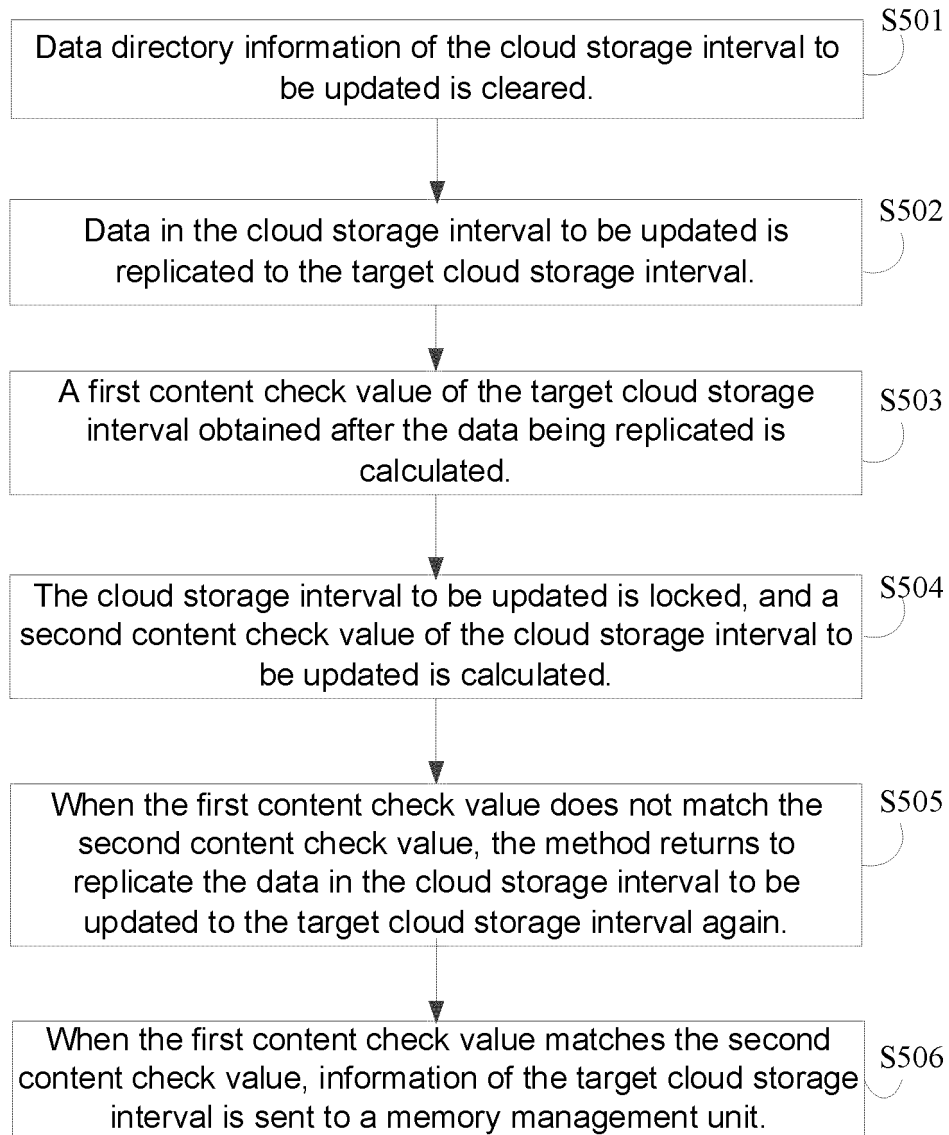 S501
Data directory information of the cloud storage interval to
be updated is cleared.
S502
Data in the cloud storage interval to be updated is
replicated to the target cloud storage interval.
S503
A first content check value of the target cloud storage
interval obtained after the data being replicated is
calculated.
S504
The cloud storage interval to be updated is locked, and a
second content check value of the cloud storage interval to
be updated is calculated.
S505
When the first content check value does not match the
second content check value, the method returns to
replicate the data in the cloud storage interval to be
updated to the target cloud storage interval again.
S506
When the first content check value matches the second
content check value, information of the target cloud storage
interval is sent to a memory management unit.